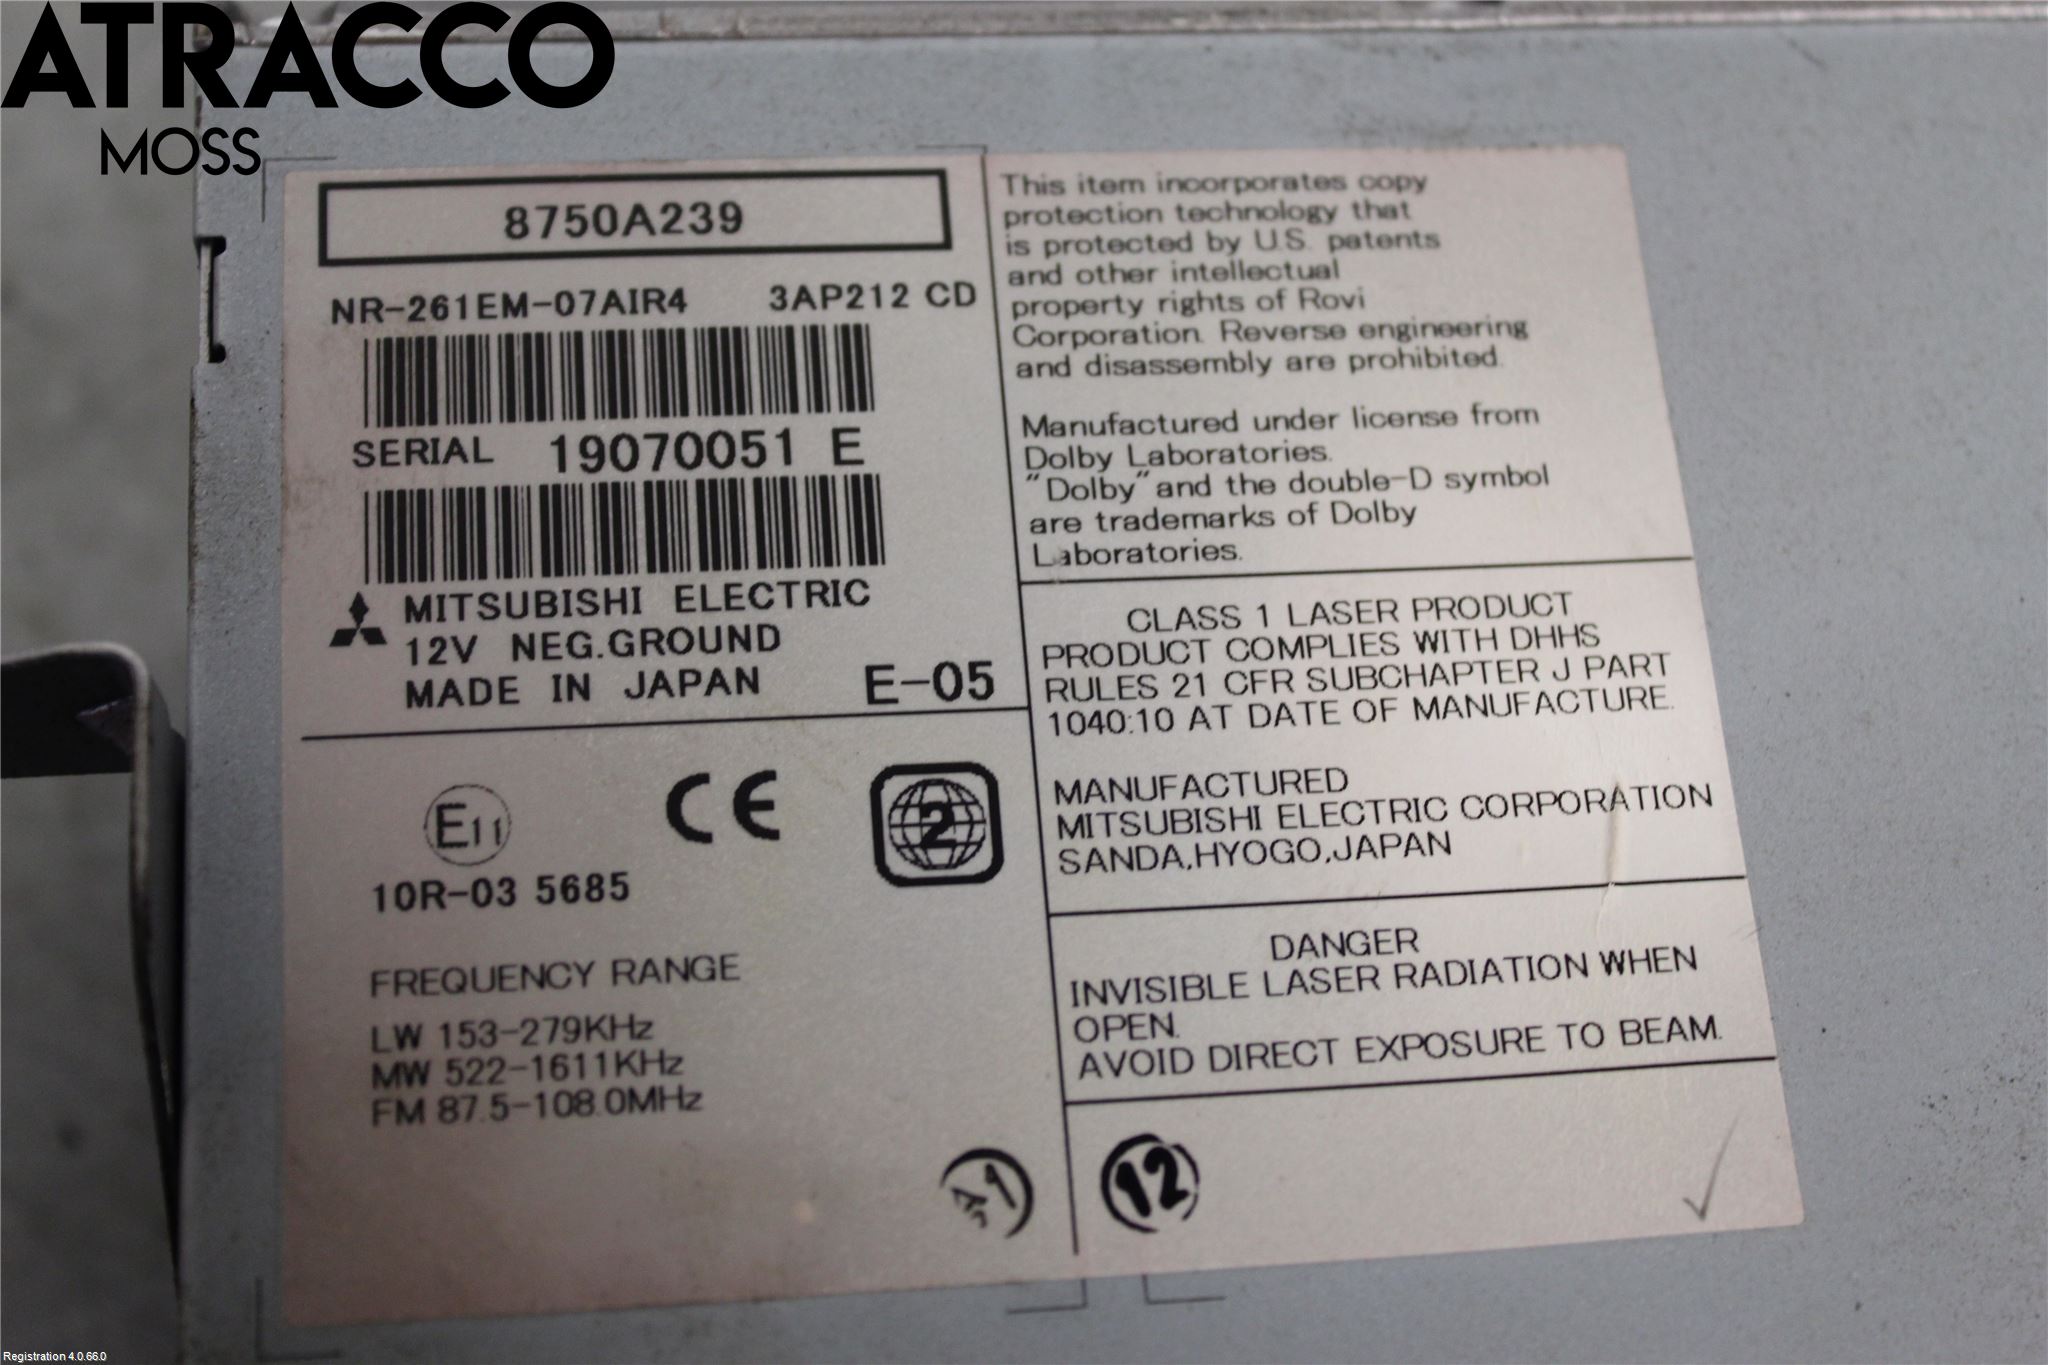 ATRACCO
MOSS
8750A239
NR-261EM-07AIR4 3AP212 CD
SERIAL 19070051 E
MITSUBISHI ELECTRIC
12V NEG.GROUND
MADE IN JAPAN E-05
E11
CE
2
10R-03 5685
FREQUENCY RANGE
LW 153-279KHz
MW 522-1611KHz
FM 87.5-108.0MHz
This item incorporates copy
protection technology that
is protected by U.S. patents
and other intellectual
property rights of Rovi
Corporation. Reverse engineering
and disassembly are prohibited.
Manufactured under license from
Dolby Laboratories.
"Dolby" and the double-D symbol
are trademarks of Dolby
Laboratories.
CLASS 1 LASER PRODUCT
PRODUCT COMPLIES WITH DHHS
RULES 21 CFR SUBCHAPTER J PART
1040:10 AT DATE OF MANUFACTURE.
MANUFACTURED
MITSUBISHI ELECTRIC CORPORATION
SANDA,HYOGO,JAPAN
DANGER
INVISIBLE LASER RADIATION WHEN
OPEN.
AVOID DIRECT EXPOSURE TO BEAM.
12
Registration 4.0.66.0